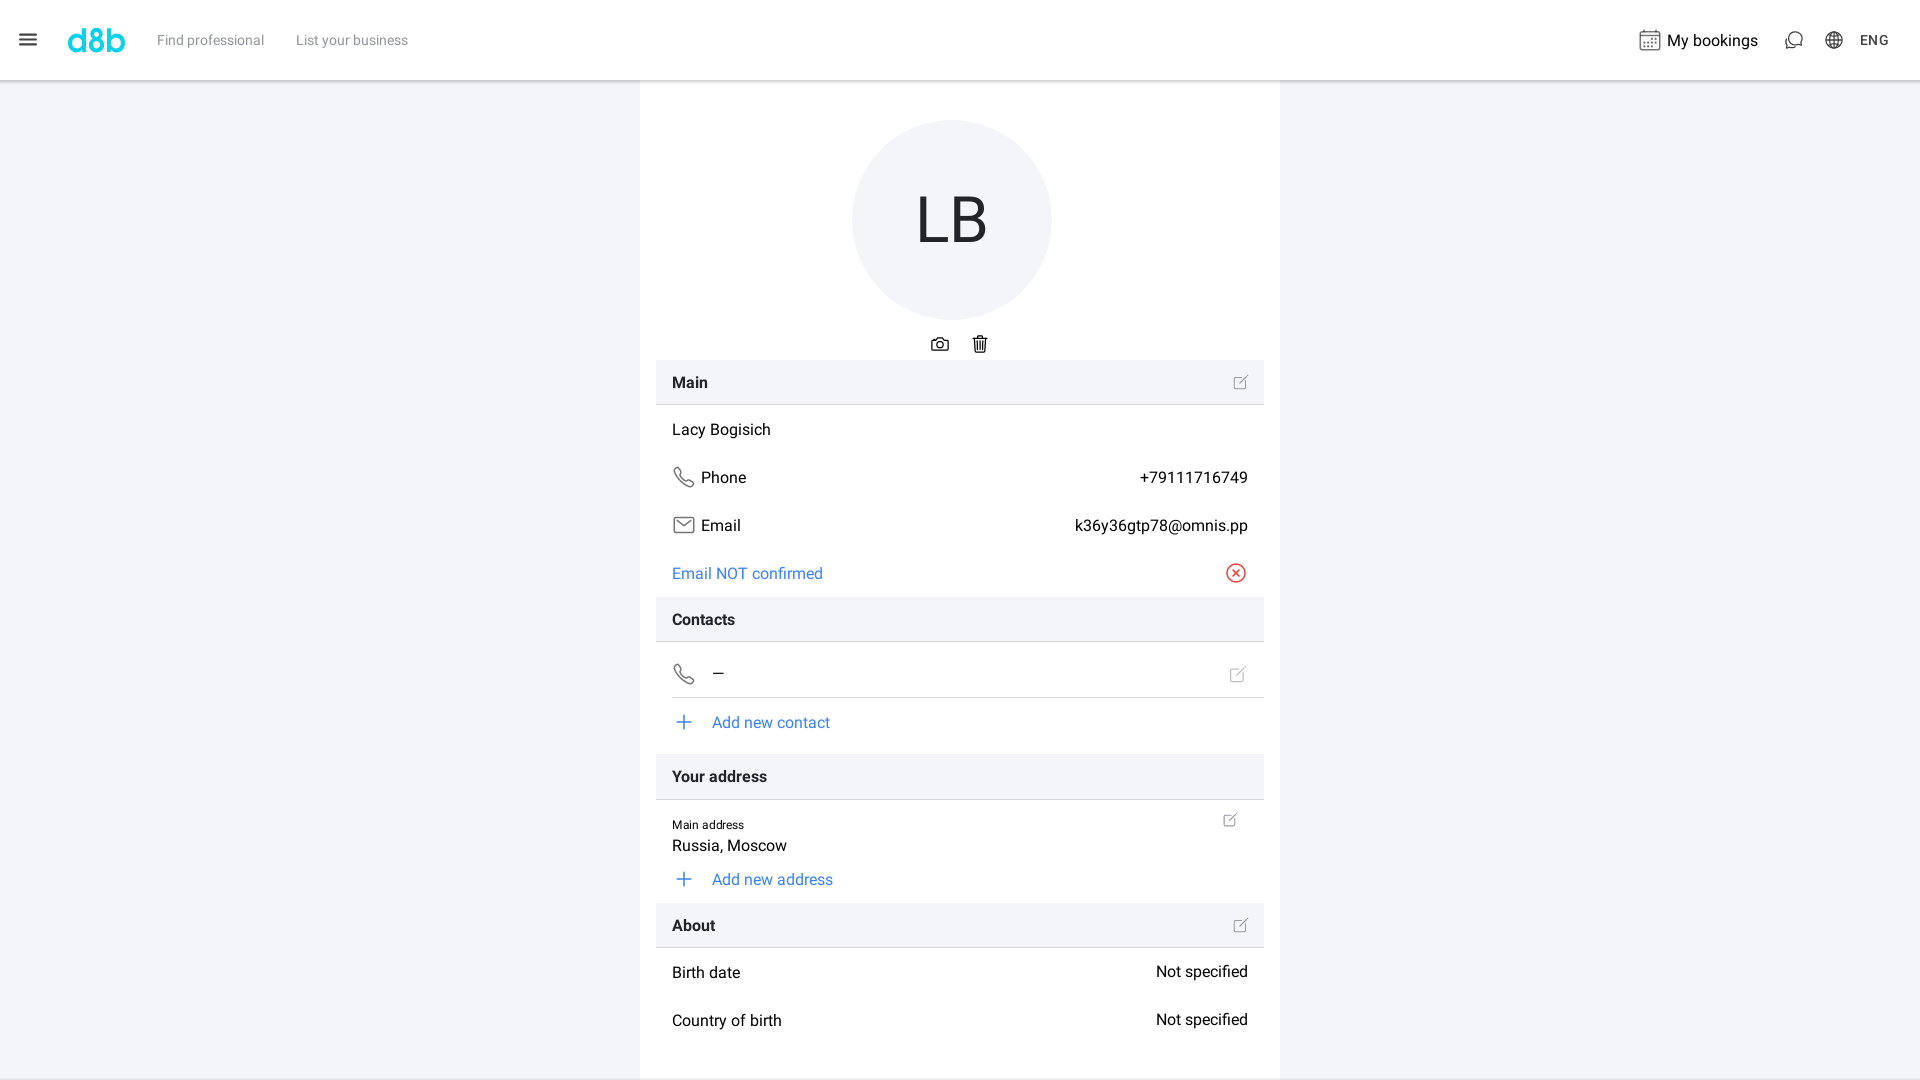 d8b
Find professional
List your business
My bookings
ENG
LB
Main
Lacy Bogisich
Phone
+79111716749
Email
k36y36gtp78@omnis.pp
Email NOT confirmed
Contacts
—
Add new contact
Your address
Main address
Russia, Moscow
Add new address
About
Birth date
Not specified
Country of birth
Not specified